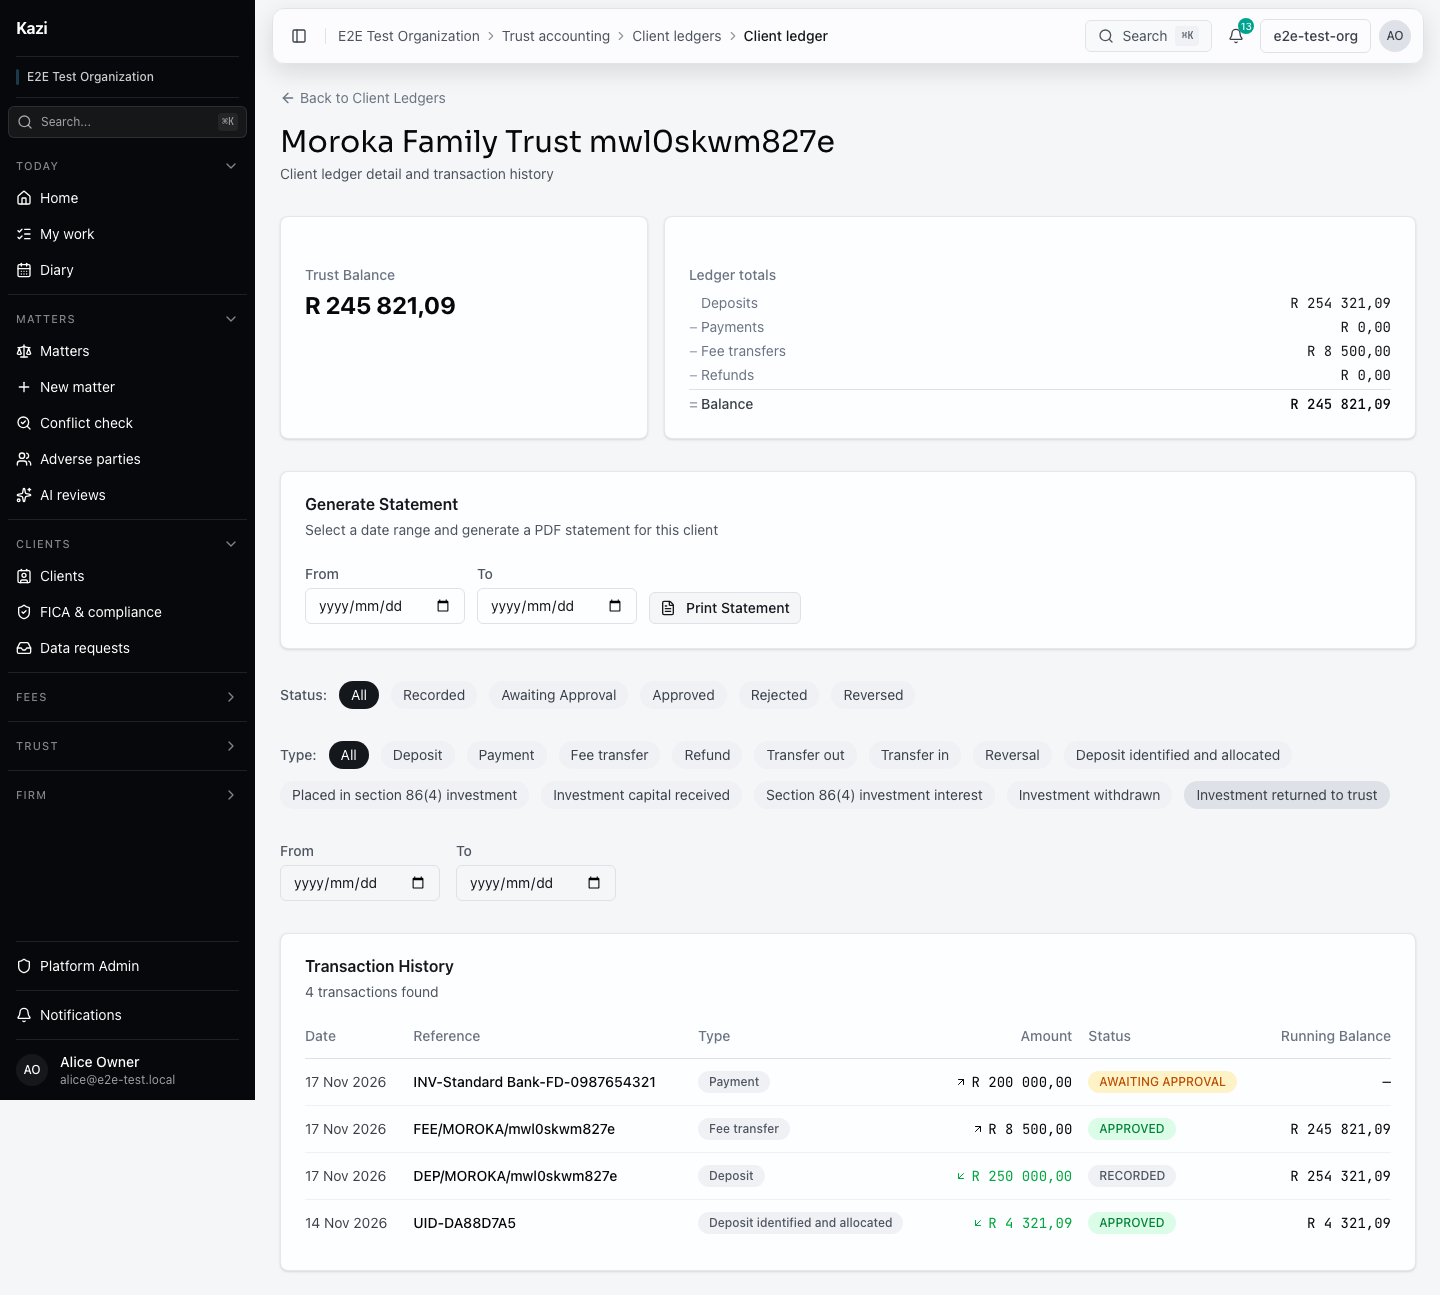 Kazi
E2E Test Organization
Search... ⌘K
TODAY
Home
My work
Diary
MATTERS
Matters
New matter
Conflict check
Adverse parties
AI reviews
CLIENTS
Clients
FICA & compliance
Data requests
FEES
TRUST
FIRM
Platform Admin
Notifications
AO Alice Owner
alice@e2e-test.local
E2E Test Organization > Trust accounting > Client ledgers > Client ledger
Search ⌘K 13 e2e-test-org AO
← Back to Client Ledgers
Moroka Family Trust mwl0skwm827e
Client ledger detail and transaction history
Trust Balance
R 245 821,09
Ledger totals
Deposits R 254 321,09
– Payments R 0,00
– Fee transfers R 8 500,00
– Refunds R 0,00
= Balance R 245 821,09
Generate Statement
Select a date range and generate a PDF statement for this client
From To
yyyy/mm/dd yyyy/mm/dd Print Statement
Status: All Recorded Awaiting Approval Approved Rejected Reversed
Type: All Deposit Payment Fee transfer Refund Transfer out Transfer in Reversal Deposit identified and allocated
Placed in section 86(4) investment Investment capital received Section 86(4) investment interest Investment withdrawn Investment returned to trust
From To
yyyy/mm/dd yyyy/mm/dd
Transaction History
4 transactions found
Date Reference Type Amount Status Running Balance
17 Nov 2026 INV-Standard Bank-FD-0987654321 Payment ↗ R 200 000,00 AWAITING APPROVAL –
17 Nov 2026 FEE/MOROKA/mwl0skwm827e Fee transfer ↗ R 8 500,00 APPROVED R 245 821,09
17 Nov 2026 DEP/MOROKA/mwl0skwm827e Deposit ↙ R 250 000,00 RECORDED R 254 321,09
14 Nov 2026 UID-DA88D7A5 Deposit identified and allocated ↙ R 4 321,09 APPROVED R 4 321,09